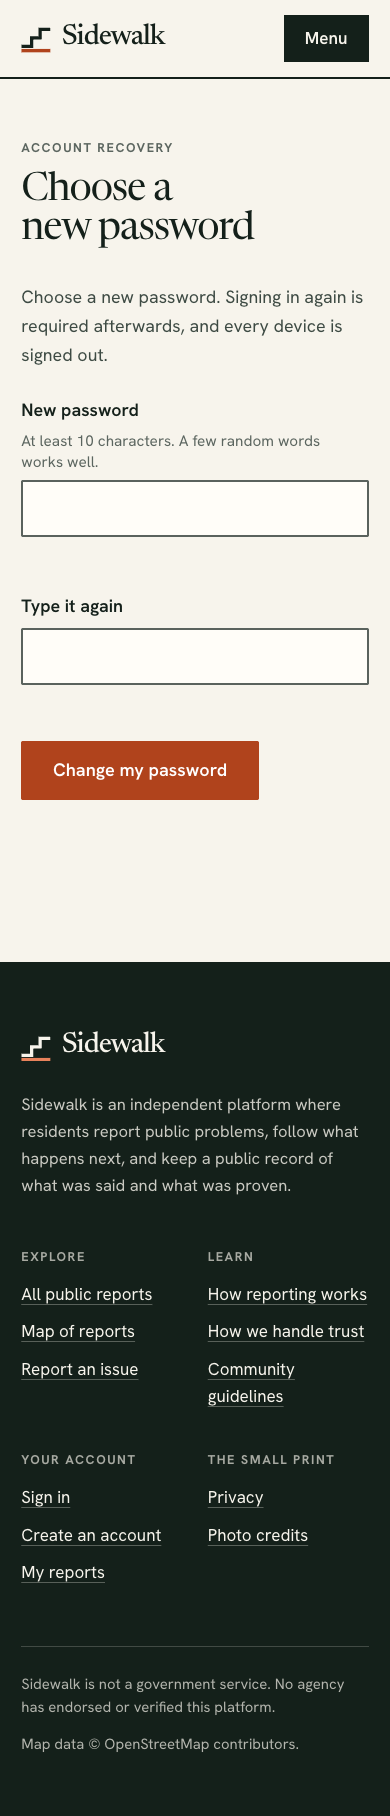 Sidewalk
Menu
ACCOUNT RECOVERY
Choose a
new password
Choose a new password. Signing in again is
required afterwards, and every device is
signed out.
New password
At least 10 characters. A few random words
works well.
Type it again
Change my password
Sidewalk
Sidewalk is an independent platform where
residents report public problems, follow what
happens next, and keep a public record of
what was said and what was proven.
EXPLORE
All public reports
Map of reports
Report an issue
LEARN
How reporting works
How we handle trust
Community
guidelines
YOUR ACCOUNT
Sign in
Create an account
My reports
THE SMALL PRINT
Privacy
Photo credits
Sidewalk is not a government service. No agency
has endorsed or verified this platform.
Map data © OpenStreetMap contributors.